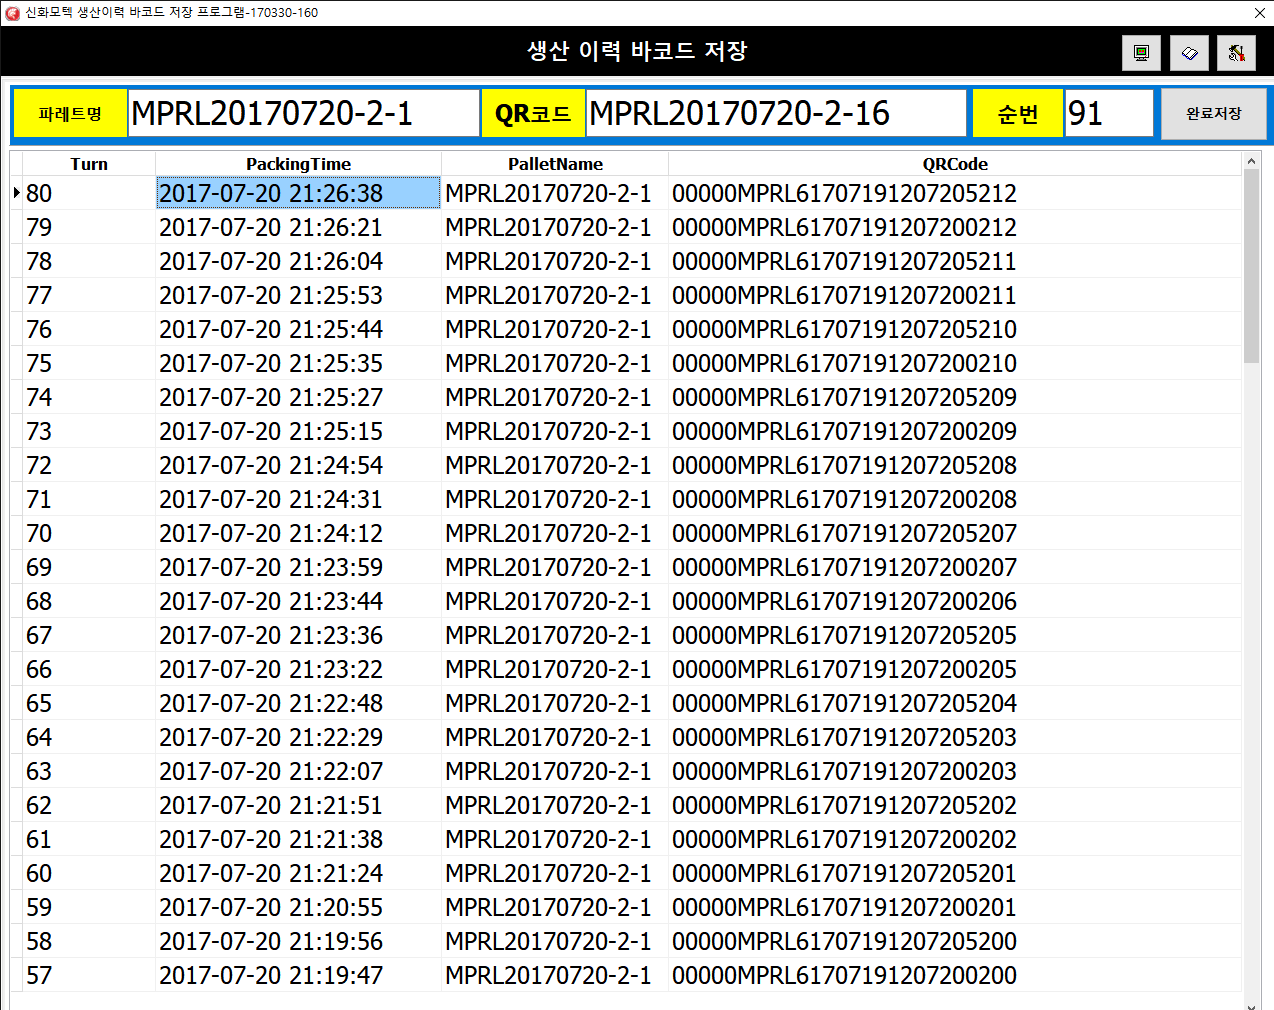 신화모텍 생산이력 바코드 저장 프로그램-170330-160
생산 이력 바코드 저장
파레트명 MPRL20170720-2-1 QR코드 MPRL20170720-2-16 순번 91 완료저장
Turn PackingTime PalletName QRCode
80 2017-07-20 21:26:38 MPRL20170720-2-1 00000MPRL61707191207205212
79 2017-07-20 21:26:21 MPRL20170720-2-1 00000MPRL61707191207200212
78 2017-07-20 21:26:04 MPRL20170720-2-1 00000MPRL61707191207205211
77 2017-07-20 21:25:53 MPRL20170720-2-1 00000MPRL61707191207200211
76 2017-07-20 21:25:44 MPRL20170720-2-1 00000MPRL61707191207205210
75 2017-07-20 21:25:35 MPRL20170720-2-1 00000MPRL61707191207200210
74 2017-07-20 21:25:27 MPRL20170720-2-1 00000MPRL61707191207205209
73 2017-07-20 21:25:15 MPRL20170720-2-1 00000MPRL61707191207200209
72 2017-07-20 21:24:54 MPRL20170720-2-1 00000MPRL61707191207205208
71 2017-07-20 21:24:31 MPRL20170720-2-1 00000MPRL61707191207200208
70 2017-07-20 21:24:12 MPRL20170720-2-1 00000MPRL61707191207205207
69 2017-07-20 21:23:59 MPRL20170720-2-1 00000MPRL61707191207200207
68 2017-07-20 21:23:44 MPRL20170720-2-1 00000MPRL61707191207200206
67 2017-07-20 21:23:36 MPRL20170720-2-1 00000MPRL61707191207205205
66 2017-07-20 21:23:22 MPRL20170720-2-1 00000MPRL61707191207200205
65 2017-07-20 21:22:48 MPRL20170720-2-1 00000MPRL61707191207205204
64 2017-07-20 21:22:29 MPRL20170720-2-1 00000MPRL61707191207205203
63 2017-07-20 21:22:07 MPRL20170720-2-1 00000MPRL61707191207200203
62 2017-07-20 21:21:51 MPRL20170720-2-1 00000MPRL61707191207205202
61 2017-07-20 21:21:38 MPRL20170720-2-1 00000MPRL61707191207200202
60 2017-07-20 21:21:24 MPRL20170720-2-1 00000MPRL61707191207205201
59 2017-07-20 21:20:55 MPRL20170720-2-1 00000MPRL61707191207200201
58 2017-07-20 21:19:56 MPRL20170720-2-1 00000MPRL61707191207205200
57 2017-07-20 21:19:47 MPRL20170720-2-1 00000MPRL61707191207200200